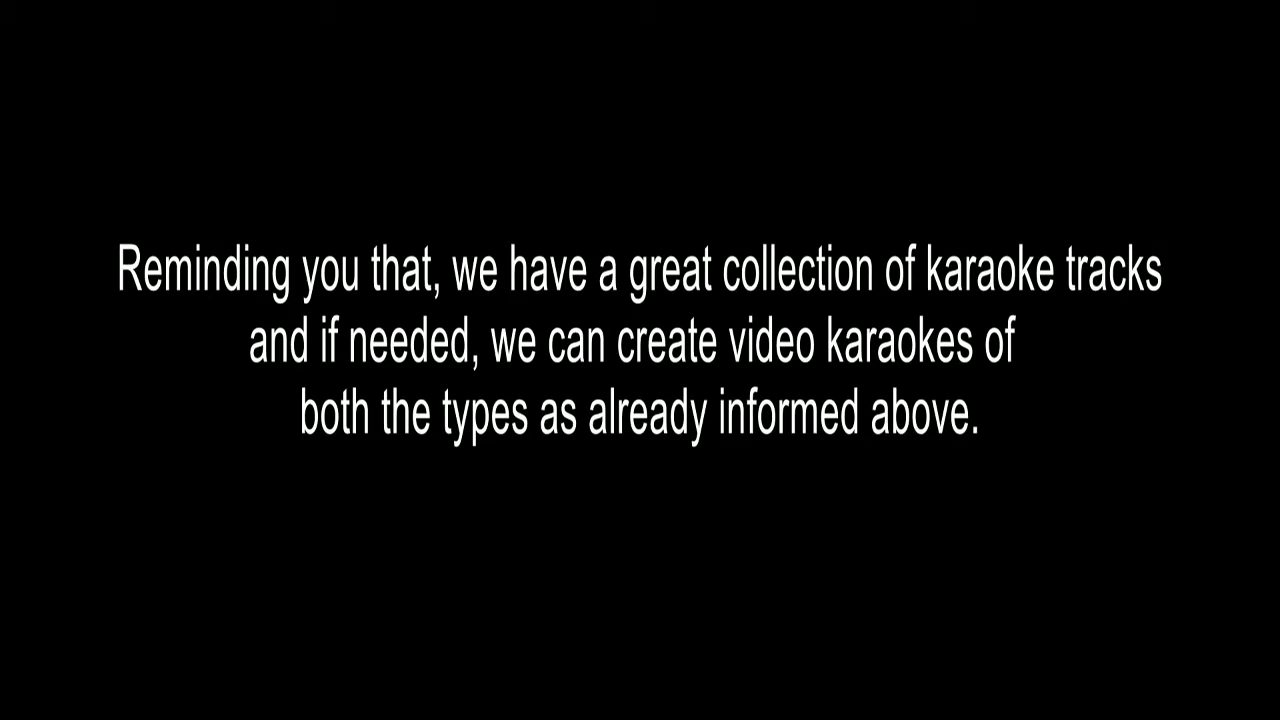 Reminding you that, we have a great collection of karaoke tracks
and if needed, we can create video karaokes of
both the types as already informed above.